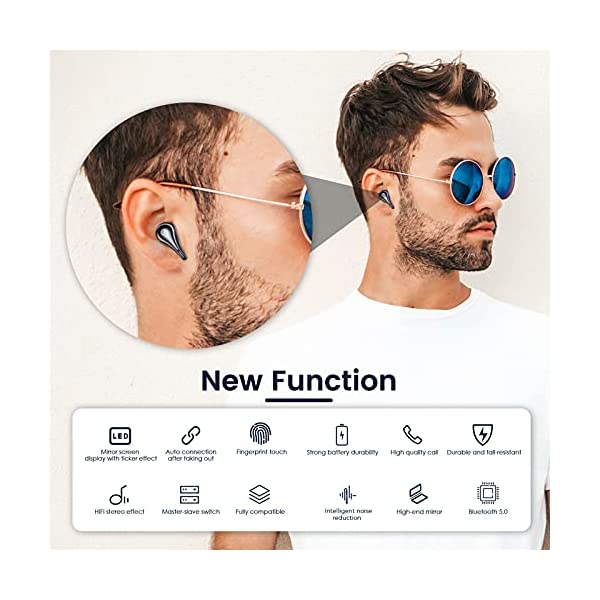 New Function
LED
Mirror screen
display with ticker effect
Auto connection
after taking out
Fingerprint touch
Strong battery durability
High quality call
Durable and fall-resistant
HiFi stereo effect
Master-slave switch
Fully compatible
Intelligent noise
reduction
High-end mirror
Bluetooth 5.0